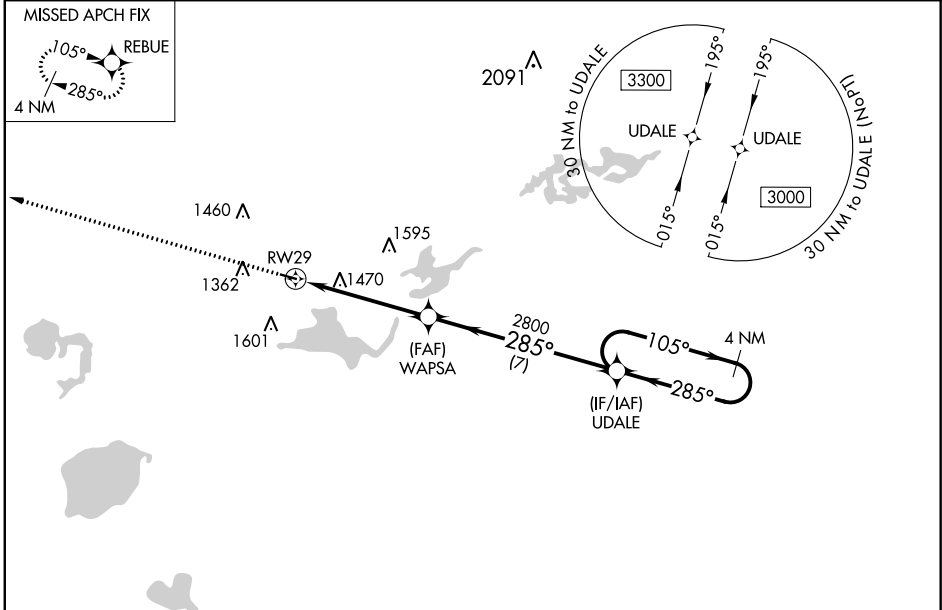 MISSED APCH FIX
105°
REBUE
285°
4 NM
2091
30 NM to UDALE
3300
195°
UDALE
015°
195°
UDALE
3000
015°
30 NM to UDALE (NoPT)
1460
1595
RW29
1362
1470
1601
(FAF)
WAPSA
2800
285°
(7)
105°
4 NM
285°
(IF/IAF)
UDALE